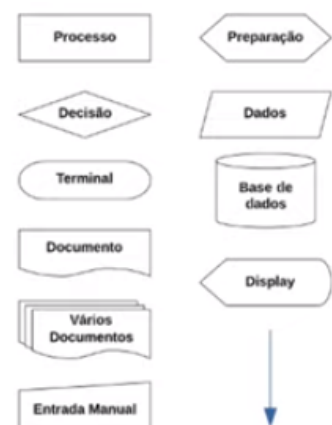 Processo
Preparação
Decisão
Dados
Terminal
Base de
dados
Documento
Display
Vários
Documentos
Entrada Manual